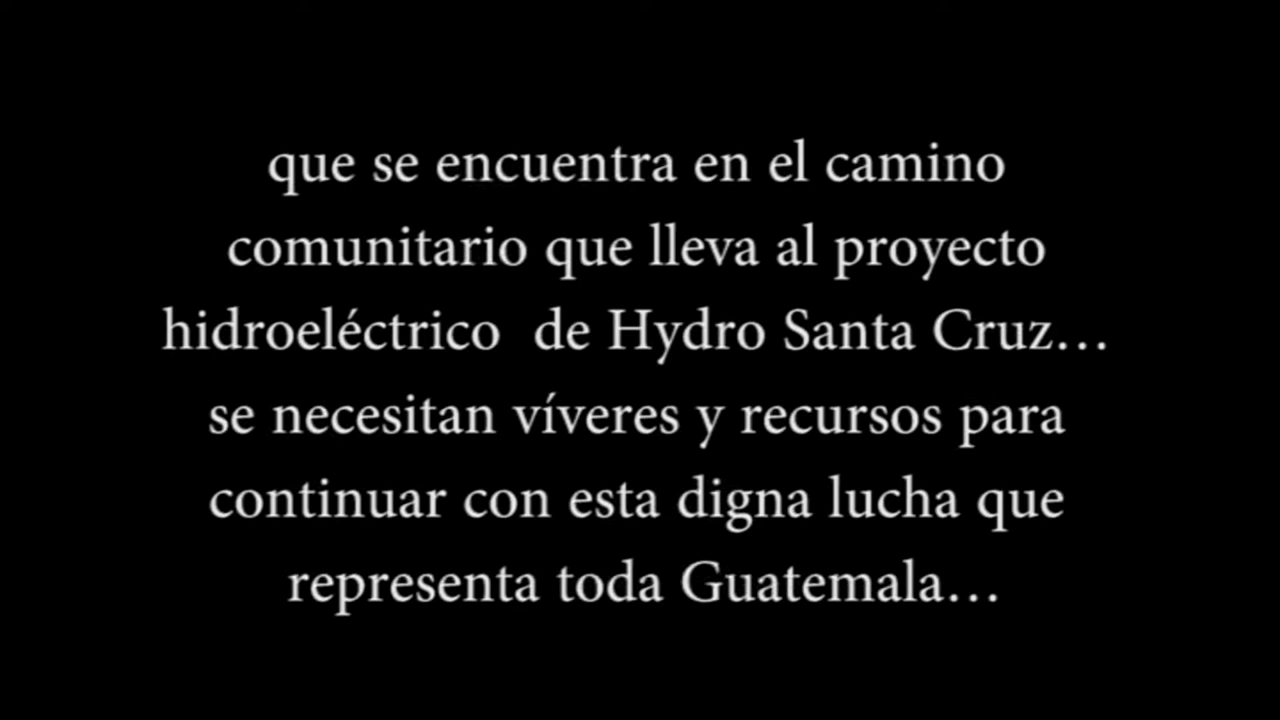 que se encuentra en el camino
comunitario que lleva al proyecto
hidroeléctrico  de Hydro Santa Cruz…
se necesitan víveres y recursos para
continuar con esta digna lucha que
representa toda Guatemala…